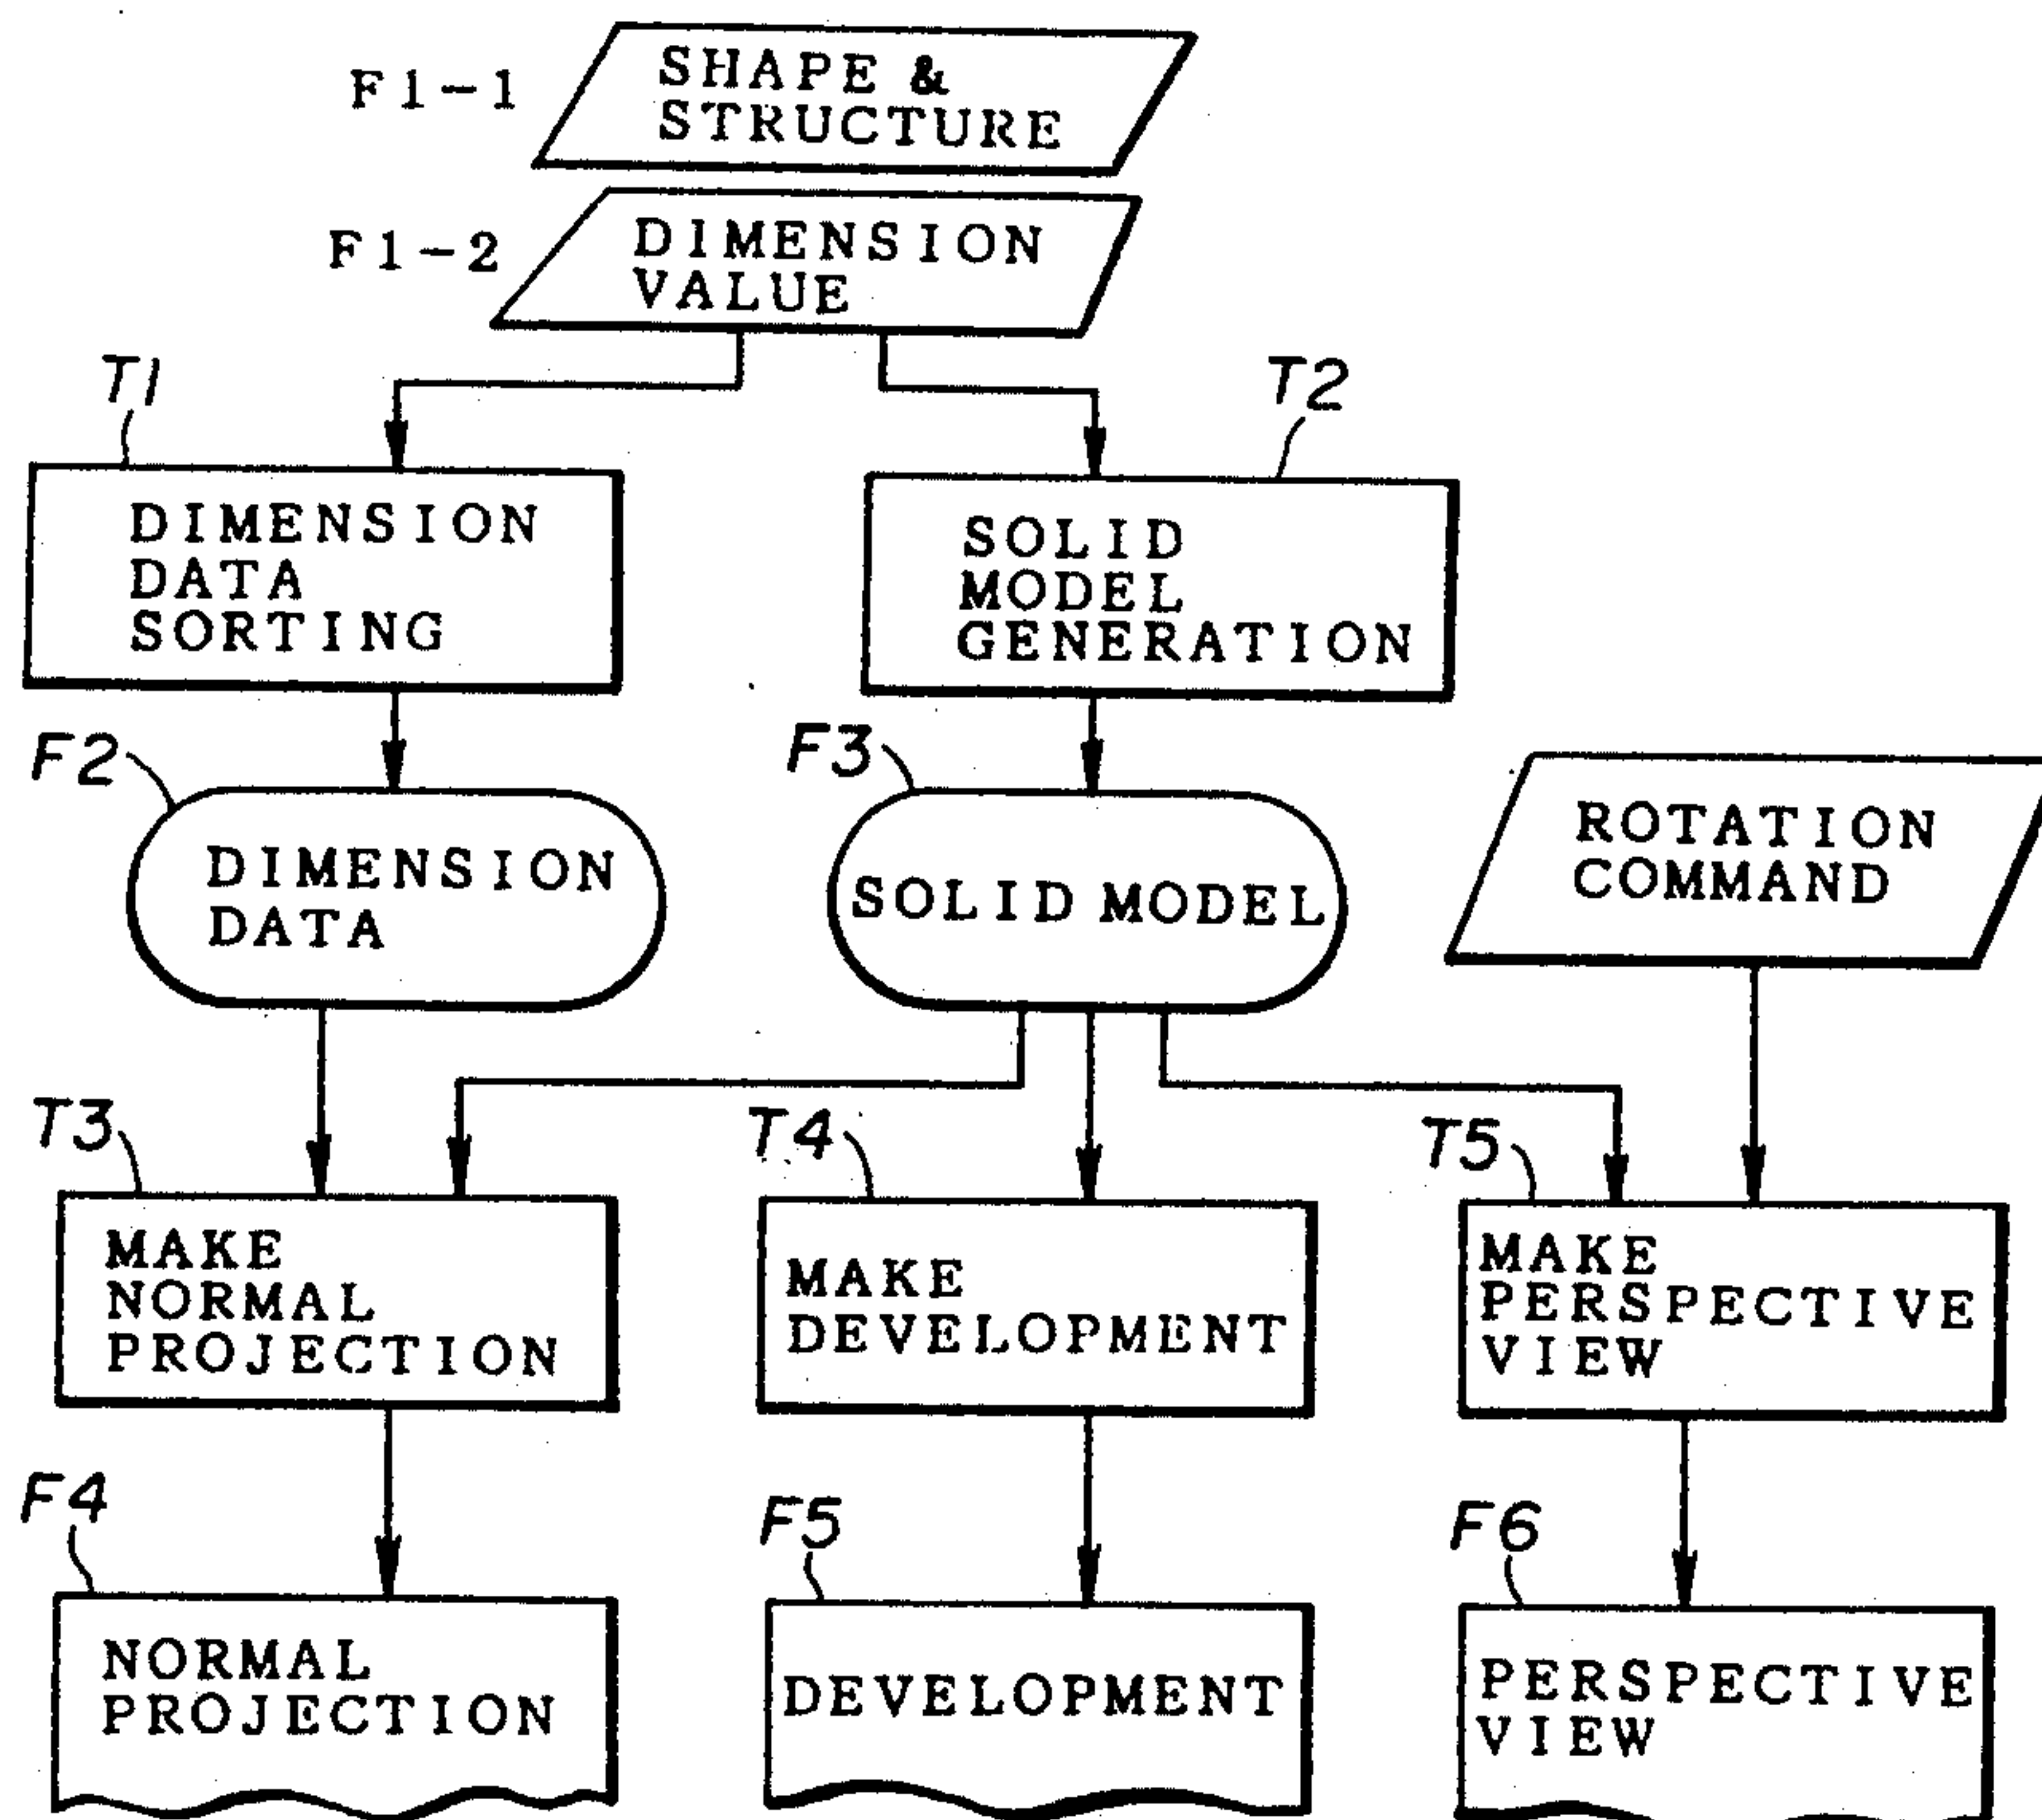 F1-1
SHAPE &
STRUCTURE
F1-2
DIMENSION
VALUE
T1
T2
DIMENSION
DATA
SORTING
SOLID
MODEL
GENERATION
F2
F3
DIMENSION
DATA
SOLID MODEL
ROTATION
COMMAND
T3
T4
T5
MAKE
NORMAL
PROJECTION
MAKE
DEVELOPMENT
MAKE
PERSPECTIVE
VIEW
F4
F5
F6
NORMAL
PROJECTION
DEVELOPMENT
PERSPECTIVE
VIEW